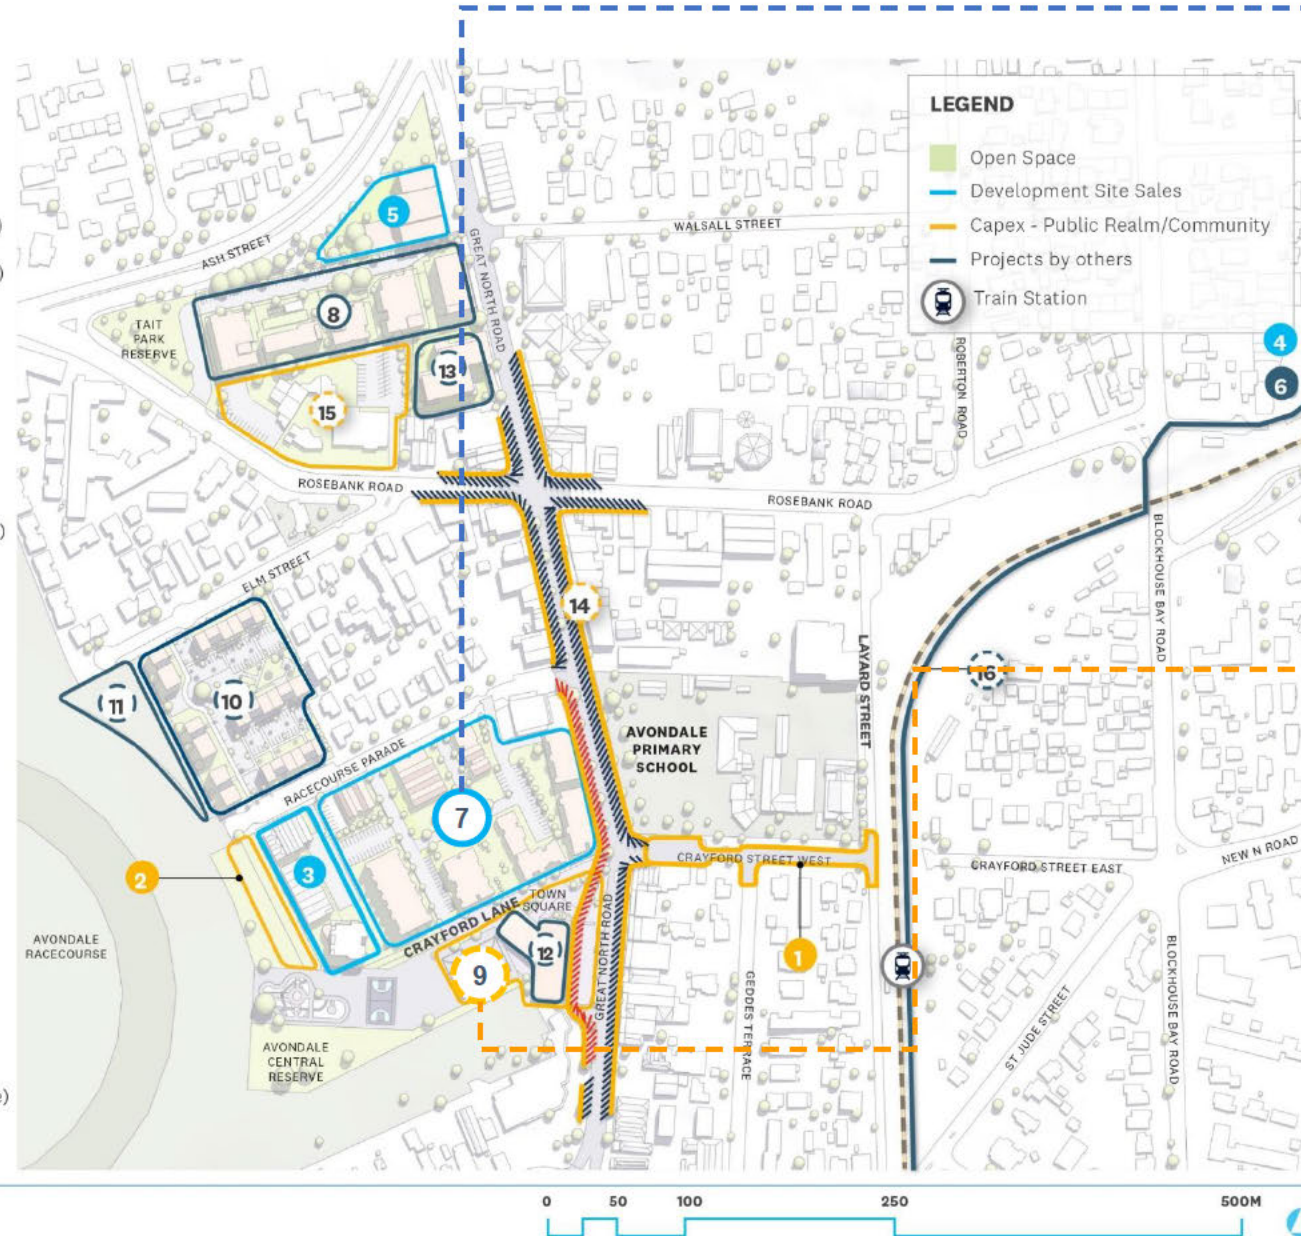 LEGEND
Open Space
Development Site Sales
Capex - Public Realm/Community
Projects by others
Train Station
5
WALSALL STREET
ASH STREET
GREAT NORTH ROAD
)
)
8
TAIT
PARK
RESERVE
13
15
ROBERTON ROAD
4
6
ROSEBANK ROAD
ROSEBANK ROAD
)
ELM STREET
BLOCKHOUSE BAY ROAD
14
LAYARD STREET
16
11
10
AVONDALE
PRIMARY
SCHOOL
RACECOURSE PARADE
7
CRAYFORD STREET WEST
CRAYFORD STREET EAST
NEW N ROAD
2
3
TOWN
SQUARE
CRAYFORD LANE
12
GREAT NORTH ROAD
1
AVONDALE
RACECOURSE
9
GEDDES TERRACE
ST JUDE STREET
BLOCKHOUSE BAY ROAD
AVONDALE
CENTRAL
RESERVE
e)
0 50 100 250 500M